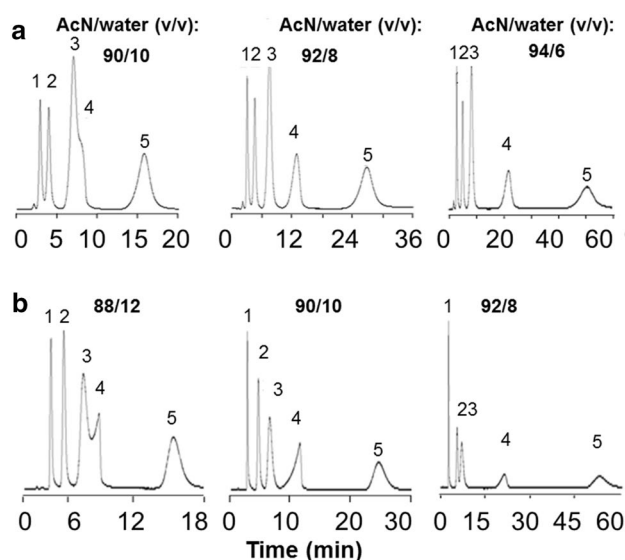 a
AcN/water (v/v):
90/10
1 2 3 4 5
0 5 10 15 20
AcN/water (v/v):
92/8
12 3 4 5
0 12 24 36
AcN/water (v/v):
94/6
123 4 5
0 20 40 60
b
88/12
1 2 3 4 5
0 6 12 18
90/10
1 2 3 4 5
0 10 20 30
92/8
1 23 4 5
0 15 30 45 60
Time (min)